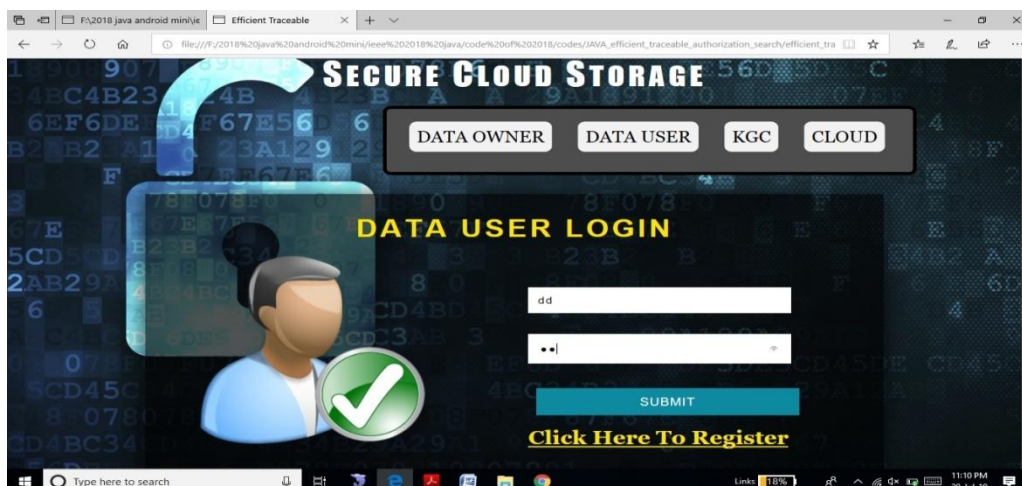 F:\2018 java android mini\ie
Efficient Traceable
file:///F:/2018%20java%20android%20mini/ieee%202018%20java/code%20of%202018/codes/JAVA_efficient_traceable_authorization_search/efficient_tra
SECURE CLOUD STORAGE
DATA OWNER DATA USER KGC CLOUD
DATA USER LOGIN
dd
SUBMIT
Click Here To Register
Type here to search
Links 18%
11:10 PM